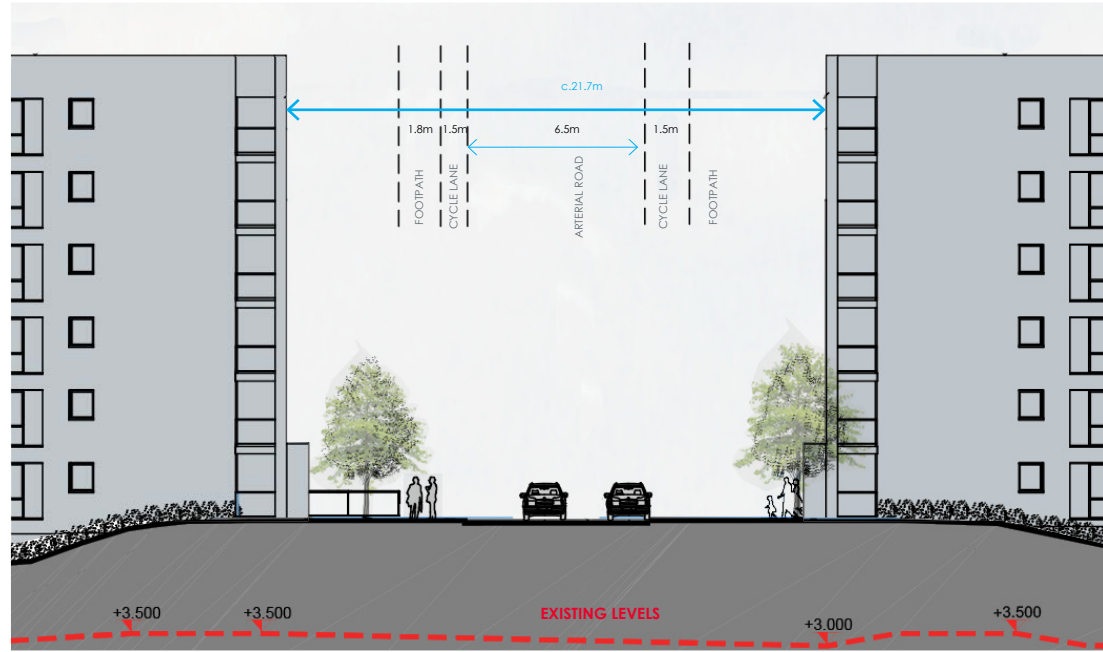 c.21.7m
1.8m
1.5m
6.5m
1.5m
FOOTPATH
CYCLE LANE
ARTERIAL ROAD
CYCLE LANE
FOOTPATH
+3.500
+3.500
EXISTING LEVELS
+3.000
+3.500